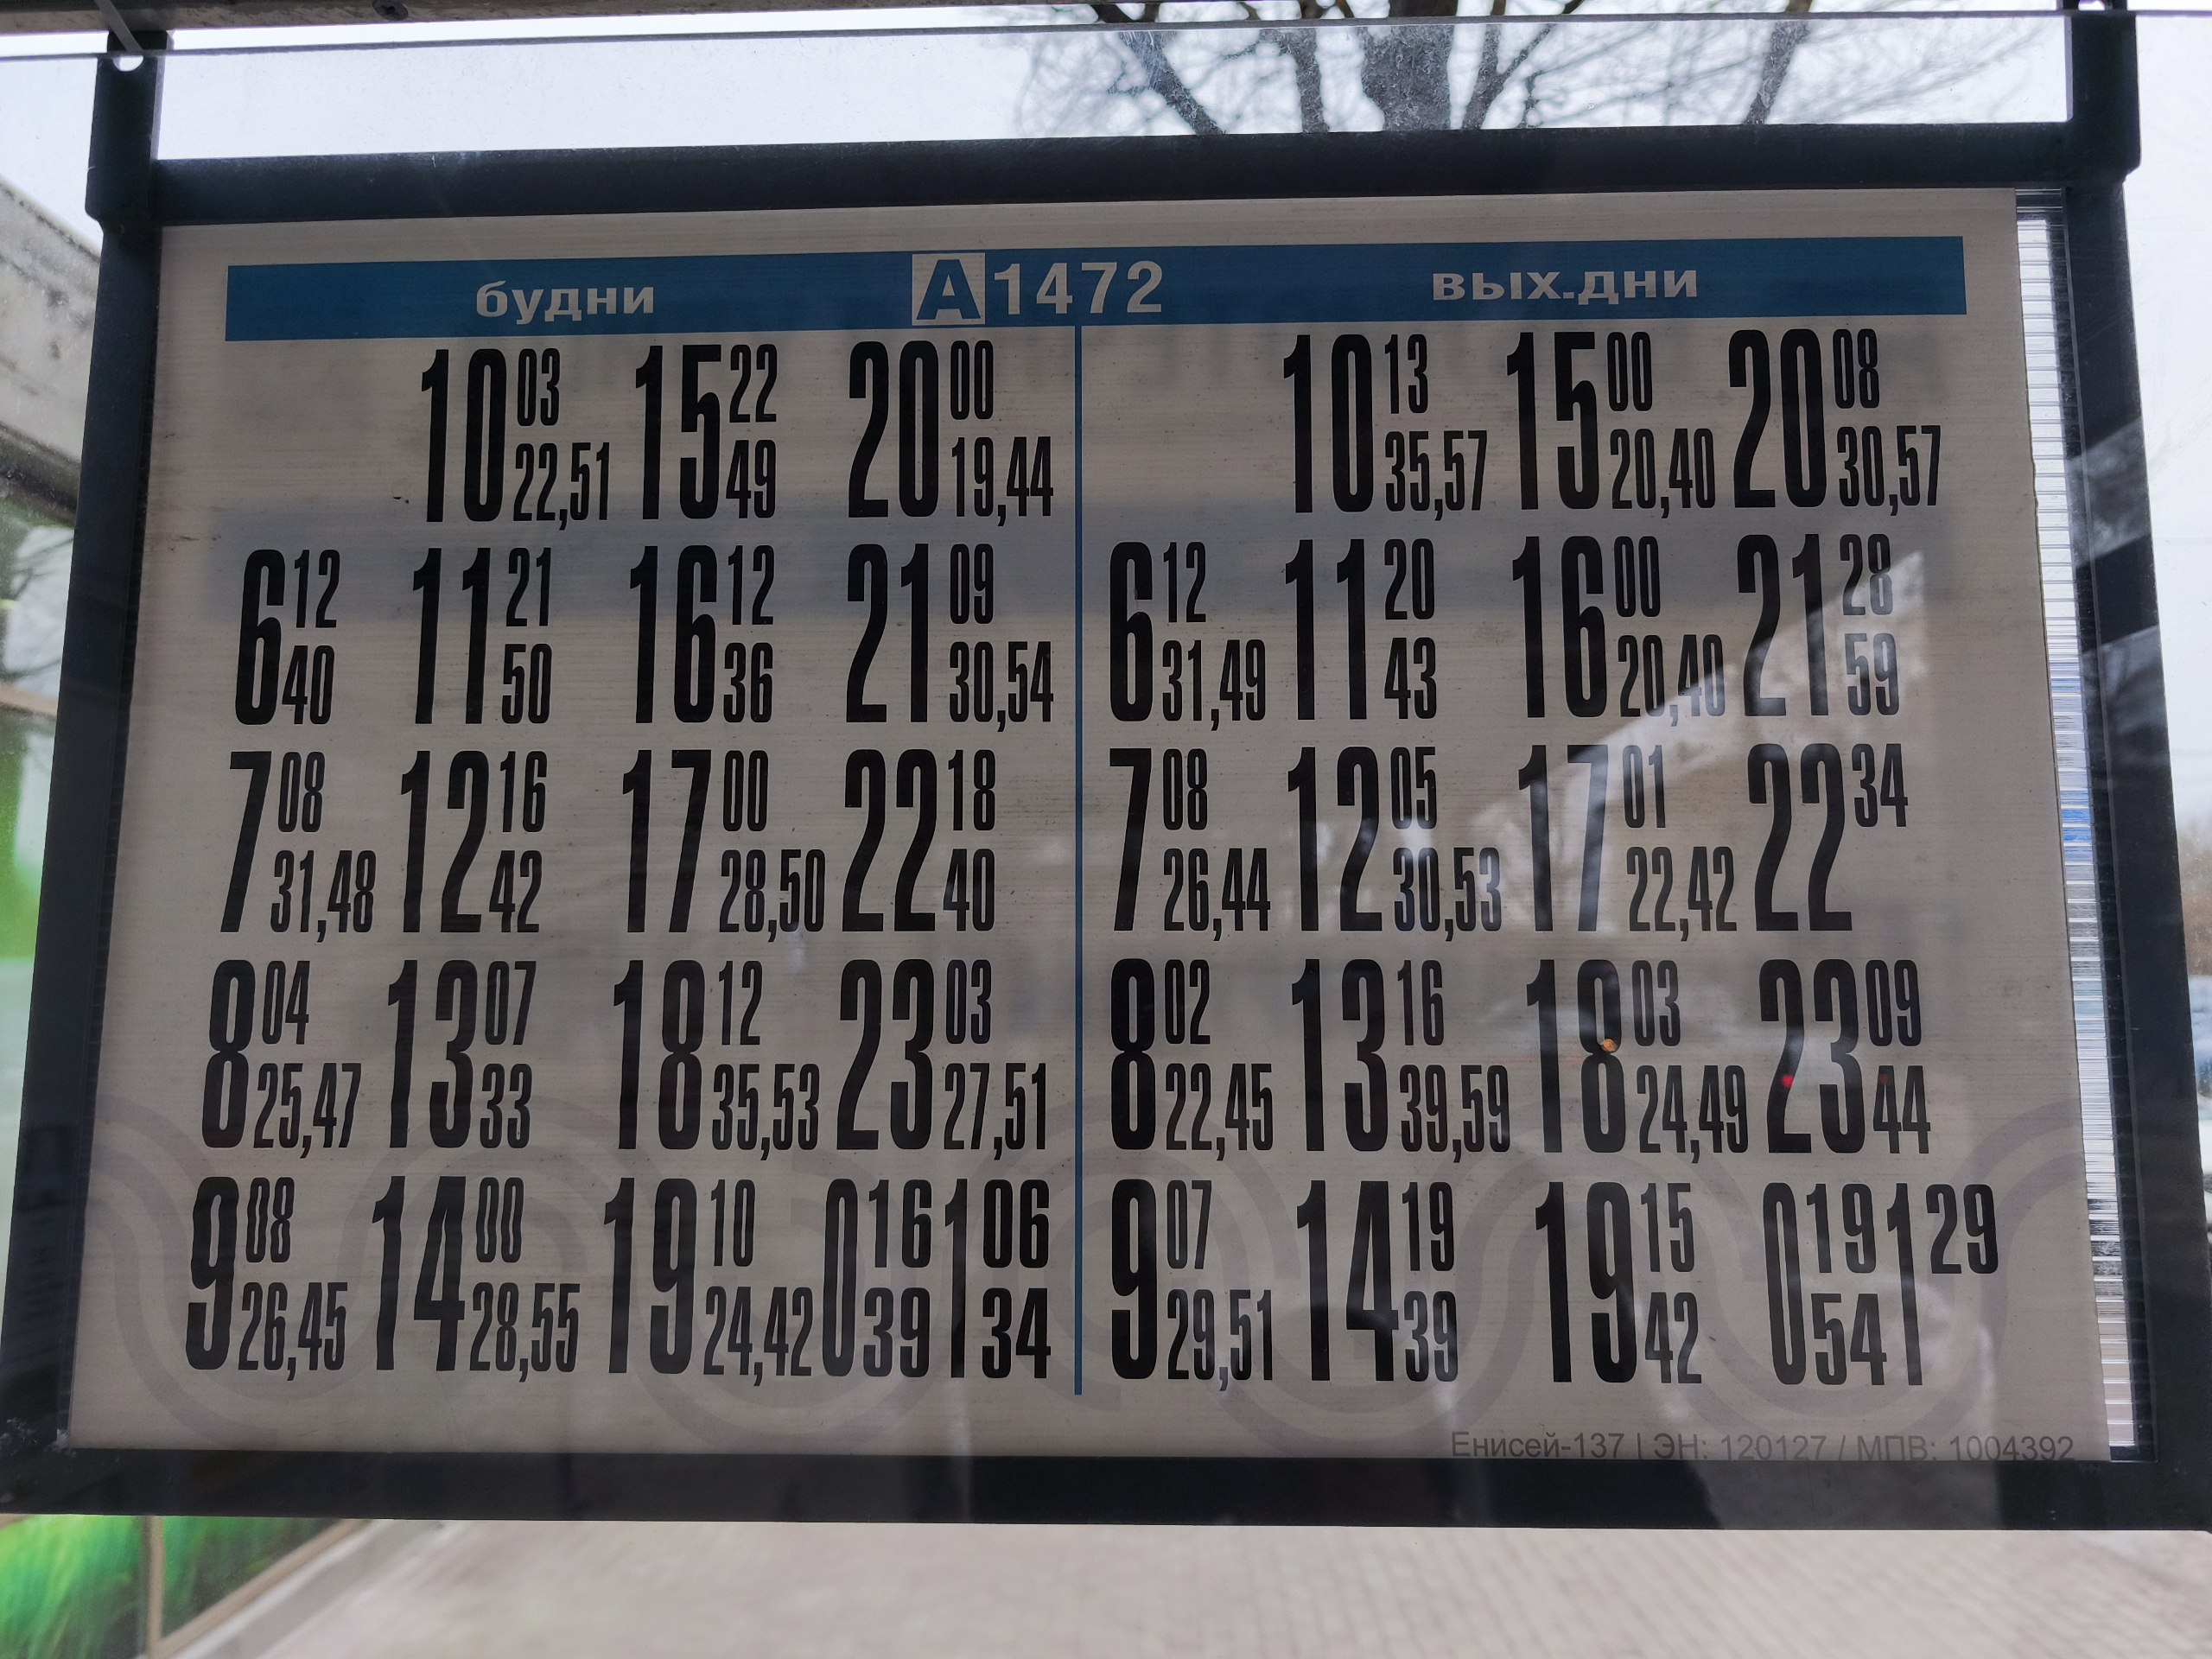 будни А1472 вых.дни
10 03 15 22 20 00 10 13 15 00 20 08
22,51 49 19,44 35,57 20,40 30,57
6 12 11 21 16 12 21 09 6 12 11 20 16 00 21 28
40 50 36 30,54 31,49 43 20,40 59
7 08 12 16 17 00 22 18 7 08 12 05 17 01 22 34
31,48 42 28,50 40 26,44 30,53 22,42
8 04 13 07 18 12 23 03 8 02 13 16 18 03 23 09
25,47 33 35,53 27,51 22,45 39,59 24,49 44
9 08 14 00 19 10 0 16 1 06 9 07 14 19 19 15 0 19 1 29
26,45 28,55 24,42 39 34 29,51 39 42 54
Енисей-137 | ЭН: 120127 / МПВ: 1004392